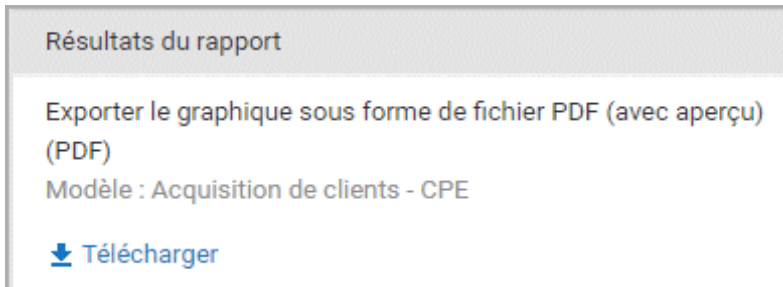 Résultats du rapport
Exporter le graphique sous forme de fichier PDF (avec aperçu)
(PDF)
Modèle : Acquisition de clients - CPE
Télécharger